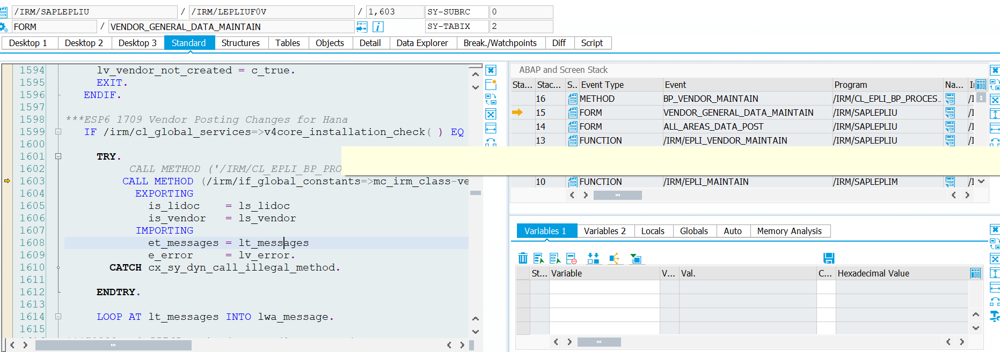 /IRM/SAPLEPLIU / /IRM/LEPLIUF0V / 1,603 SY-SUBRC 0
FORM / VENDOR_GENERAL_DATA_MAINTAIN SY-TABIX 2
Desktop 1 Desktop 2 Desktop 3 Standard Structures Tables Objects Detail Data Explorer Break./Watchpoints Diff Script
1594 lv_vendor_not_created = c_true.
1595 EXIT.
1596 ENDIF.
1597
1598 ***ESP6 1709 Vendor Posting Changes for Hana
1599 IF /irm/cl_global_services=>v4core_installation_check( ) EQ
1600
1601 TRY.
1602 CALL METHOD ('/IRM/CL_EPLI_BP_PRO
1603 CALL METHOD (/irm/if_global_constants=>mc_irm_class-ve
1604 EXPORTING
1605 is_lidoc = ls_lidoc
1606 is_vendor = ls_vendor
1607 IMPORTING
1608 et_messages = lt_messages
1609 e_error = lv_error.
1610 CATCH cx_sy_dyn_call_illegal_method.
1611
1612 ENDTRY.
1613
1614 LOOP AT lt_messages INTO lwa_message.
1615
ABAP and Screen Stack
Sta... Stac... S.. Event Type Event Program Na... I
16 METHOD BP_VENDOR_MAINTAIN /IRM/CL_EPLI_BP_PROCES... /I
15 FORM VENDOR_GENERAL_DATA_MAINTAIN /IRM/SAPLEPLIU /I
14 FORM ALL_AREAS_DATA_POST /IRM/SAPLEPLIU /I
13 FUNCTION /IRM/EPLI_VENDOR_MAINTAIN /IRM/SAPLEPLIU /I
10 FUNCTION /IRM/EPLI_MAINTAIN /IRM/SAPLEPLIM /I
Variables 1 Variables 2 Locals Globals Auto Memory Analysis
St... Variable V... Val. C... Hexadecimal Value